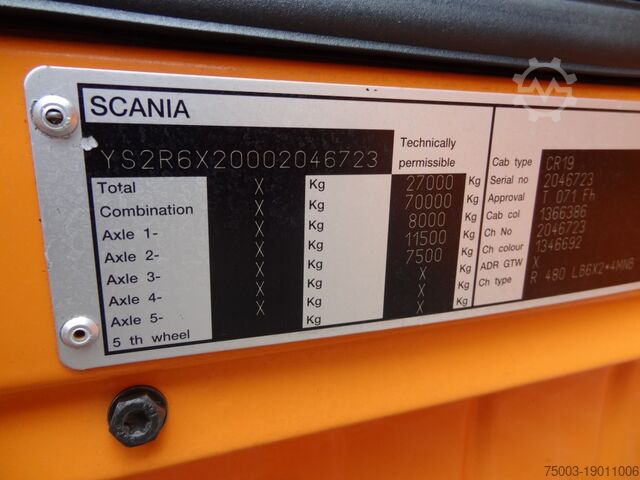 SCANIA
YS2R6X20002046723
Technically
permissible
Total X Kg 27000 Kg
Combination X Kg 70000 Kg
Axle 1- X Kg 8000 Kg
Axle 2- X Kg 11500 Kg
Axle 3- X Kg 7500 Kg
Axle 4- X Kg X Kg
Axle 5- X Kg X Kg
5 th wheel X Kg X Kg
Cab type CR19
Serial no 2046723
Approval T 071 Fh
Cab col 1366386
Ch No 2046723
Ch colour 1346692
ADR GTW X
Ch type R 480 LB6X2*4MNB
75003-19011006